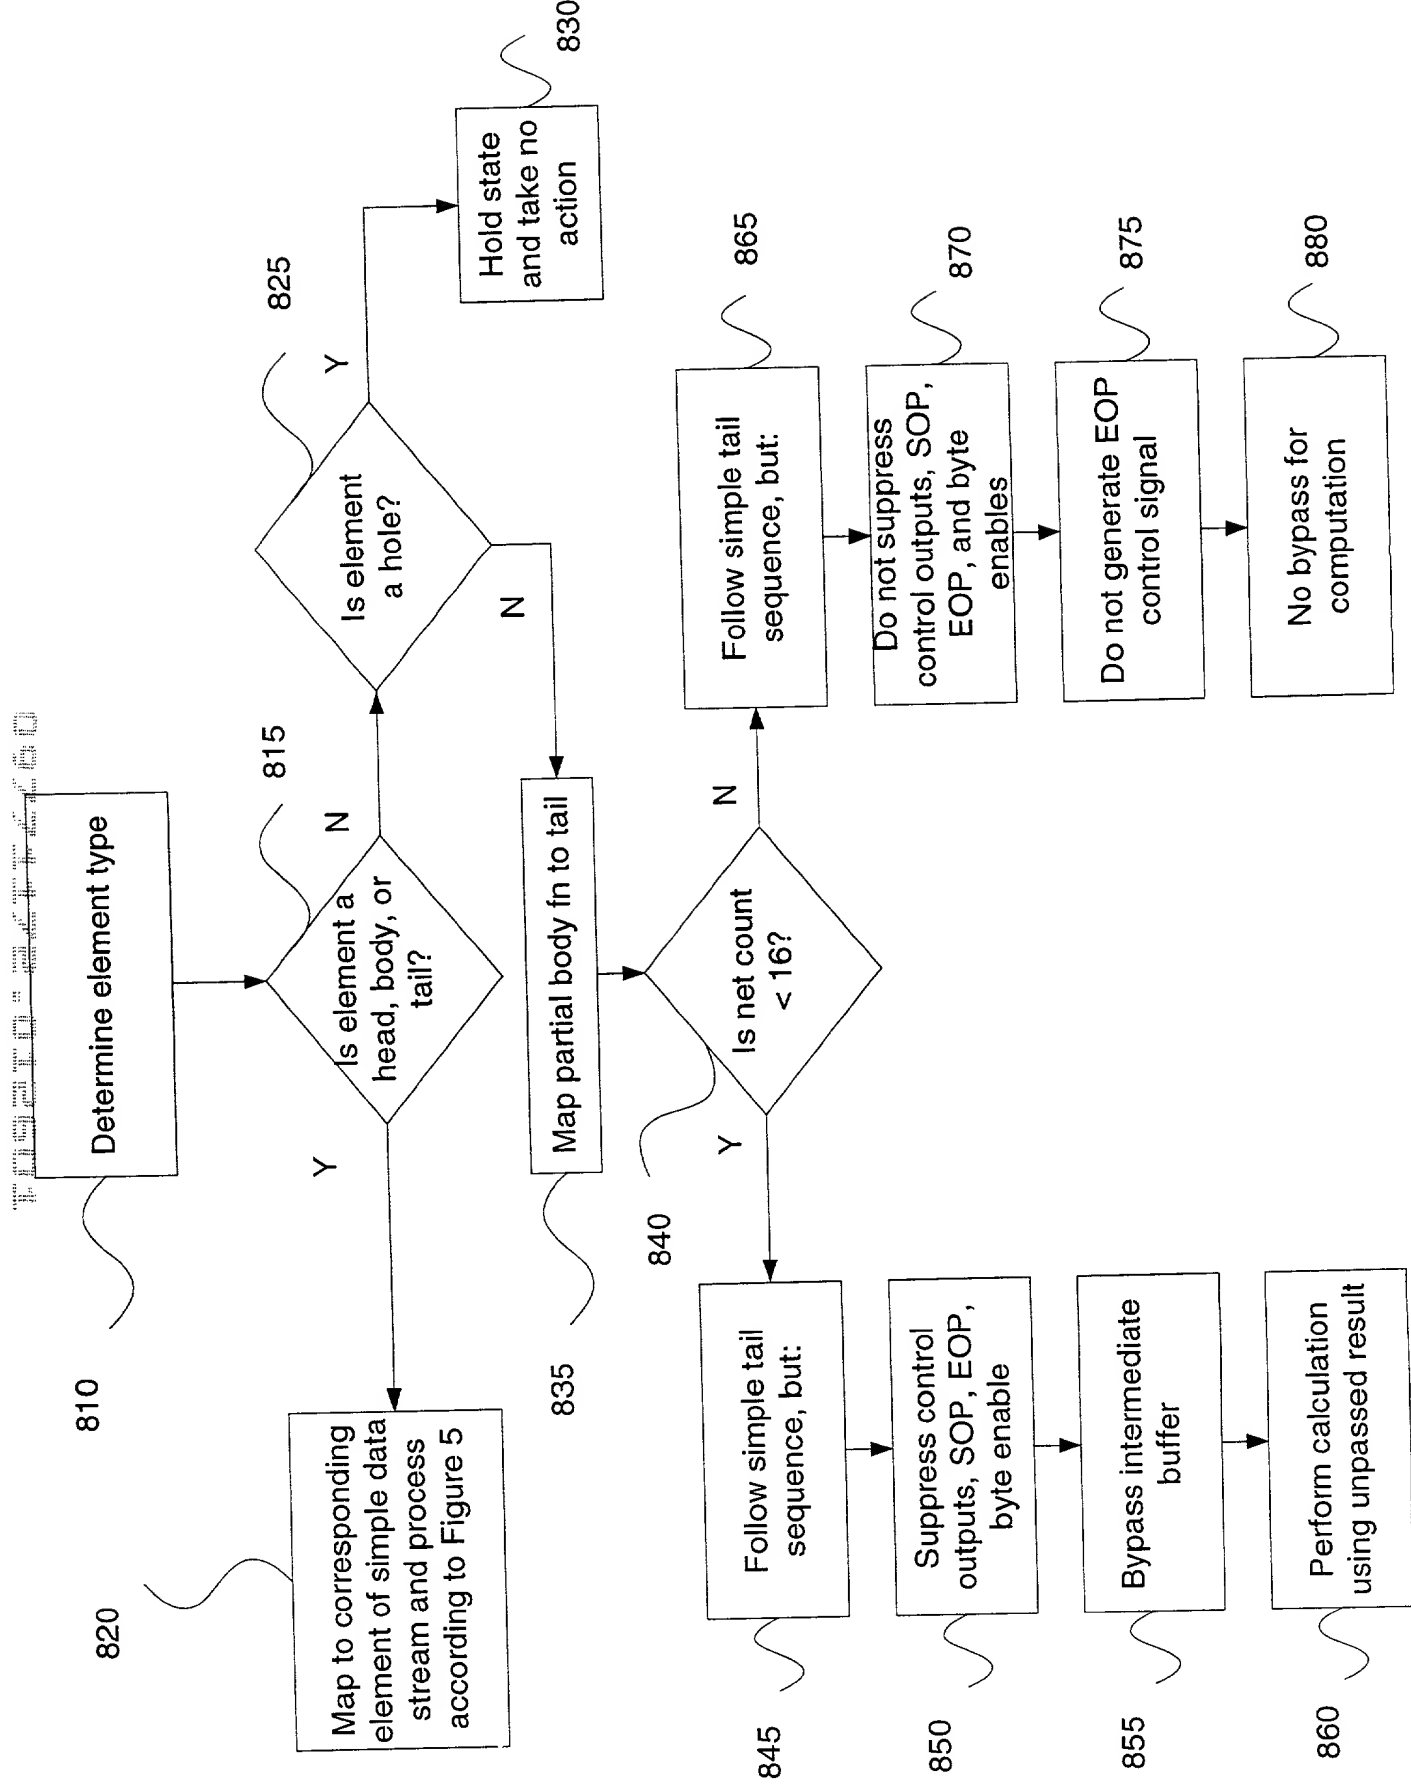 810
Determine element type
815
Is element a
head, body, or
tail?
Y
N
820
Map to corresponding
element of simple data
stream and process
according to Figure 5
825
Is element
a hole?
Y
N
830
Hold state
and take no
action
835
Map partial body fn to tail
840
Is net count
< 16?
Y
N
845
Follow simple tail
sequence, but:
850
Suppress control
outputs, SOP, EOP,
byte enable
855
Bypass intermediate
buffer
860
Perform calculation
using unpassed result
865
Follow simple tail
sequence, but:
870
Do not suppress
control outputs, SOP,
EOP, and byte
enables
875
Do not generate EOP
control signal
880
No bypass for
computation